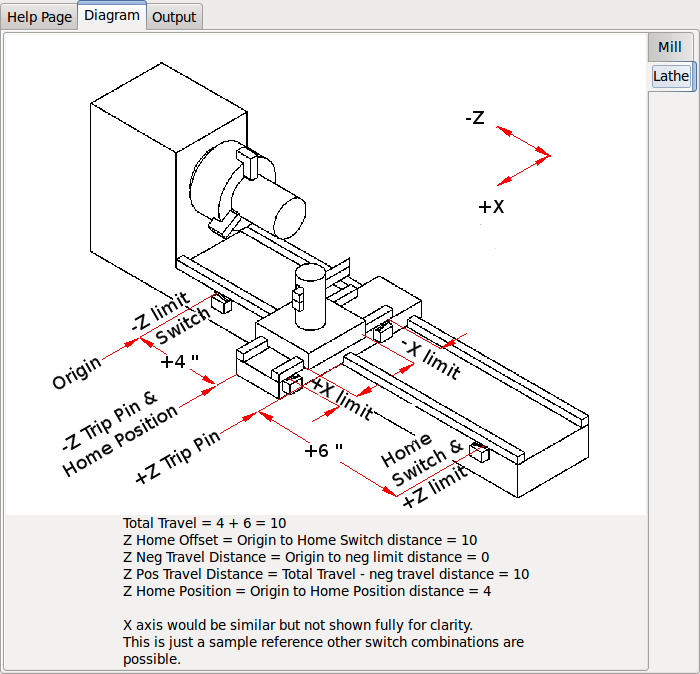 Help Page
Diagram
Output
Mill
Lathe
-Z
+X
-Z limit
Switch
Origin
+4 "
-X limit
+X limit
-Z Trip Pin &
Home Position
+Z Trip Pin
+6 "
Home
Switch &
+Z limit
Total Travel = 4 + 6 = 10
Z Home Offset = Origin to Home Switch distance = 10
Z Neg Travel Distance = Origin to neg limit distance = 0
Z Pos Travel Distance = Total Travel - neg travel distance = 10
Z Home Position = Origin to Home Position distance = 4
X axis would be similar but not shown fully for clarity.
This is just a sample reference other switch combinations are
possible.